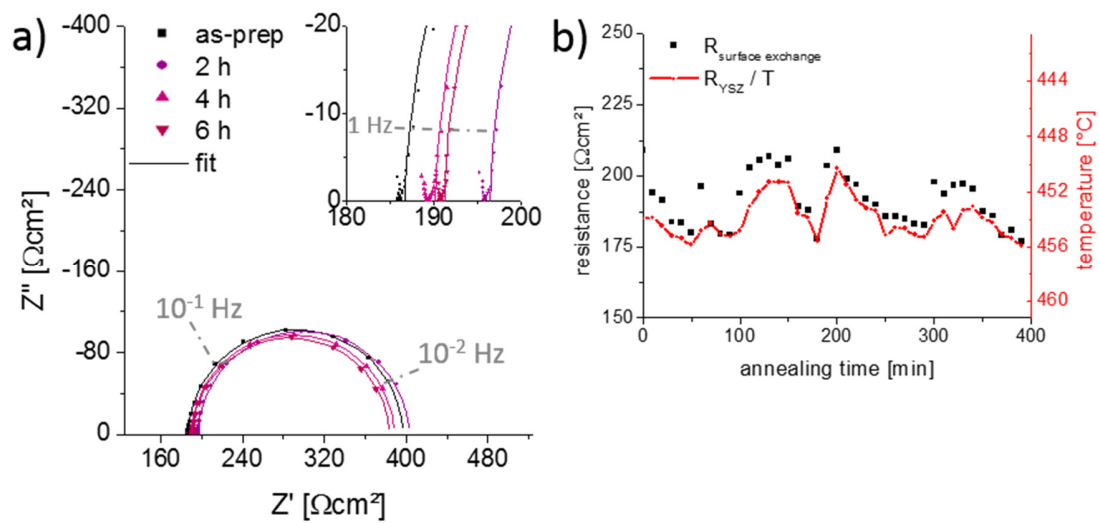 a)
as-prep
2 h
4 h
6 h
fit
-400
-320
-240
-160
-80
0
Z'' [Ωcm²]
160 240 320 400 480
Z' [Ωcm²]
10⁻¹ Hz
10⁻² Hz
-20
-10
0
180 190 200
1 Hz
b)
R surface exchange
R YSZ / T
250
225
200
175
150
resistance [Ωcm²]
0 100 200 300 400
annealing time [min]
444
448
452
456
460
temperature [°C]